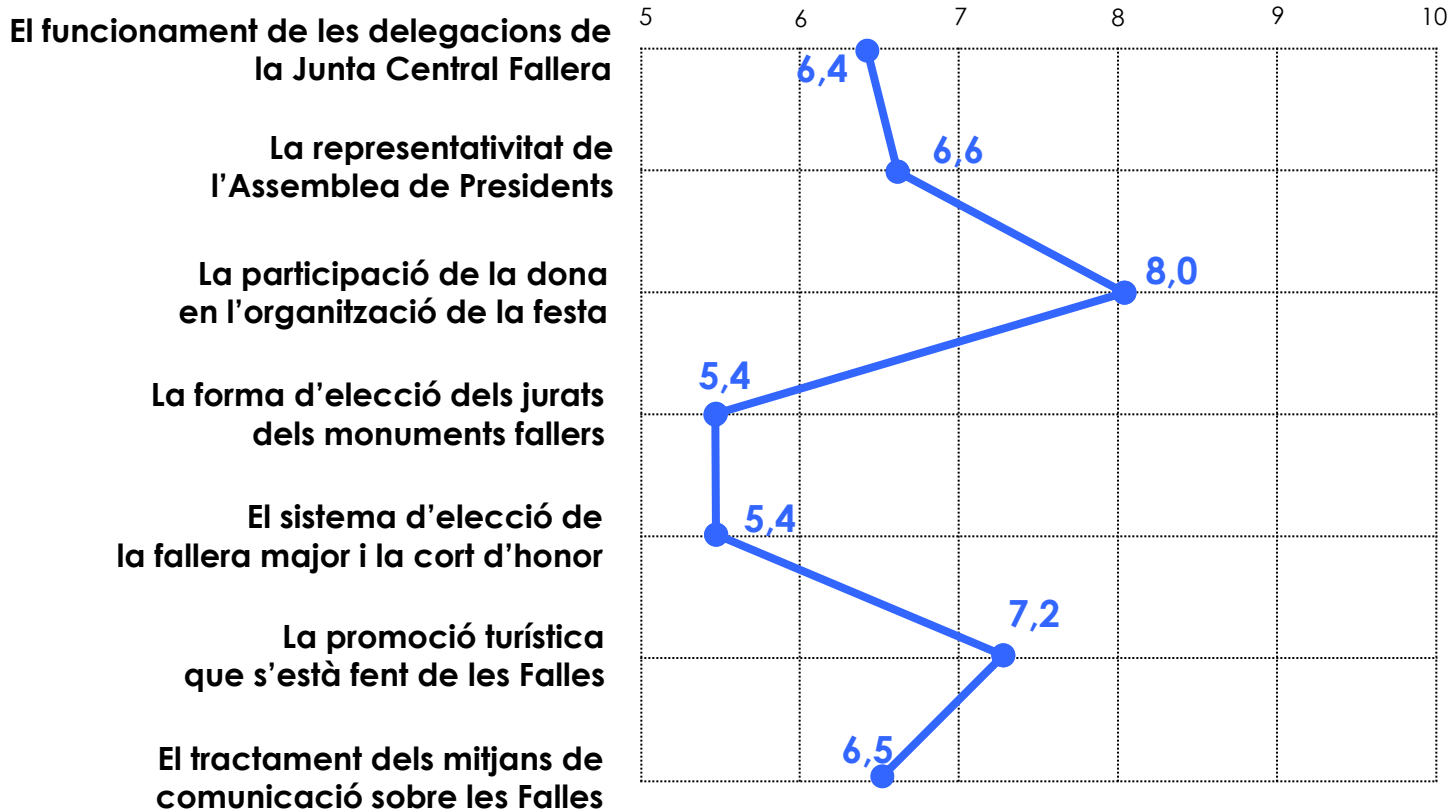 5 6 7 8 9 10
El funcionament de les delegacions de
la Junta Central Fallera
6,4
La representativitat de
l’Assemblea de Presidents
6,6
La participació de la dona
en l’organització de la festa
8,0
La forma d’elecció dels jurats
dels monuments fallers
5,4
El sistema d’elecció de
la fallera major i la cort d’honor
5,4
La promoció turística
que s’està fent de les Falles
7,2
El tractament dels mitjans de
comunicació sobre les Falles
6,5